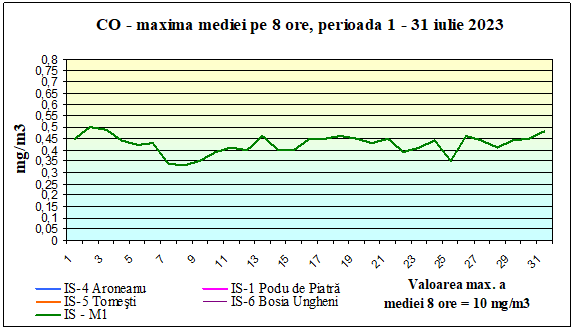 CO - maxima mediei pe 8 ore, perioada 1 - 31 iulie 2023
mg/m3
0,8
0,75
0,7
0,65
0,6
0,55
0,5
0,45
0,4
0,35
0,3
0,25
0,2
0,15
0,1
0,05
0
1 3 5 7 9 11 13 15 17 19 21 23 25 27 29 31
IS-4 Aroneanu IS-1 Podu de Piatră
IS-5 Tomeşti IS-6 Bosia Ungheni
IS - M1
Valoarea max. a
mediei 8 ore = 10 mg/m3